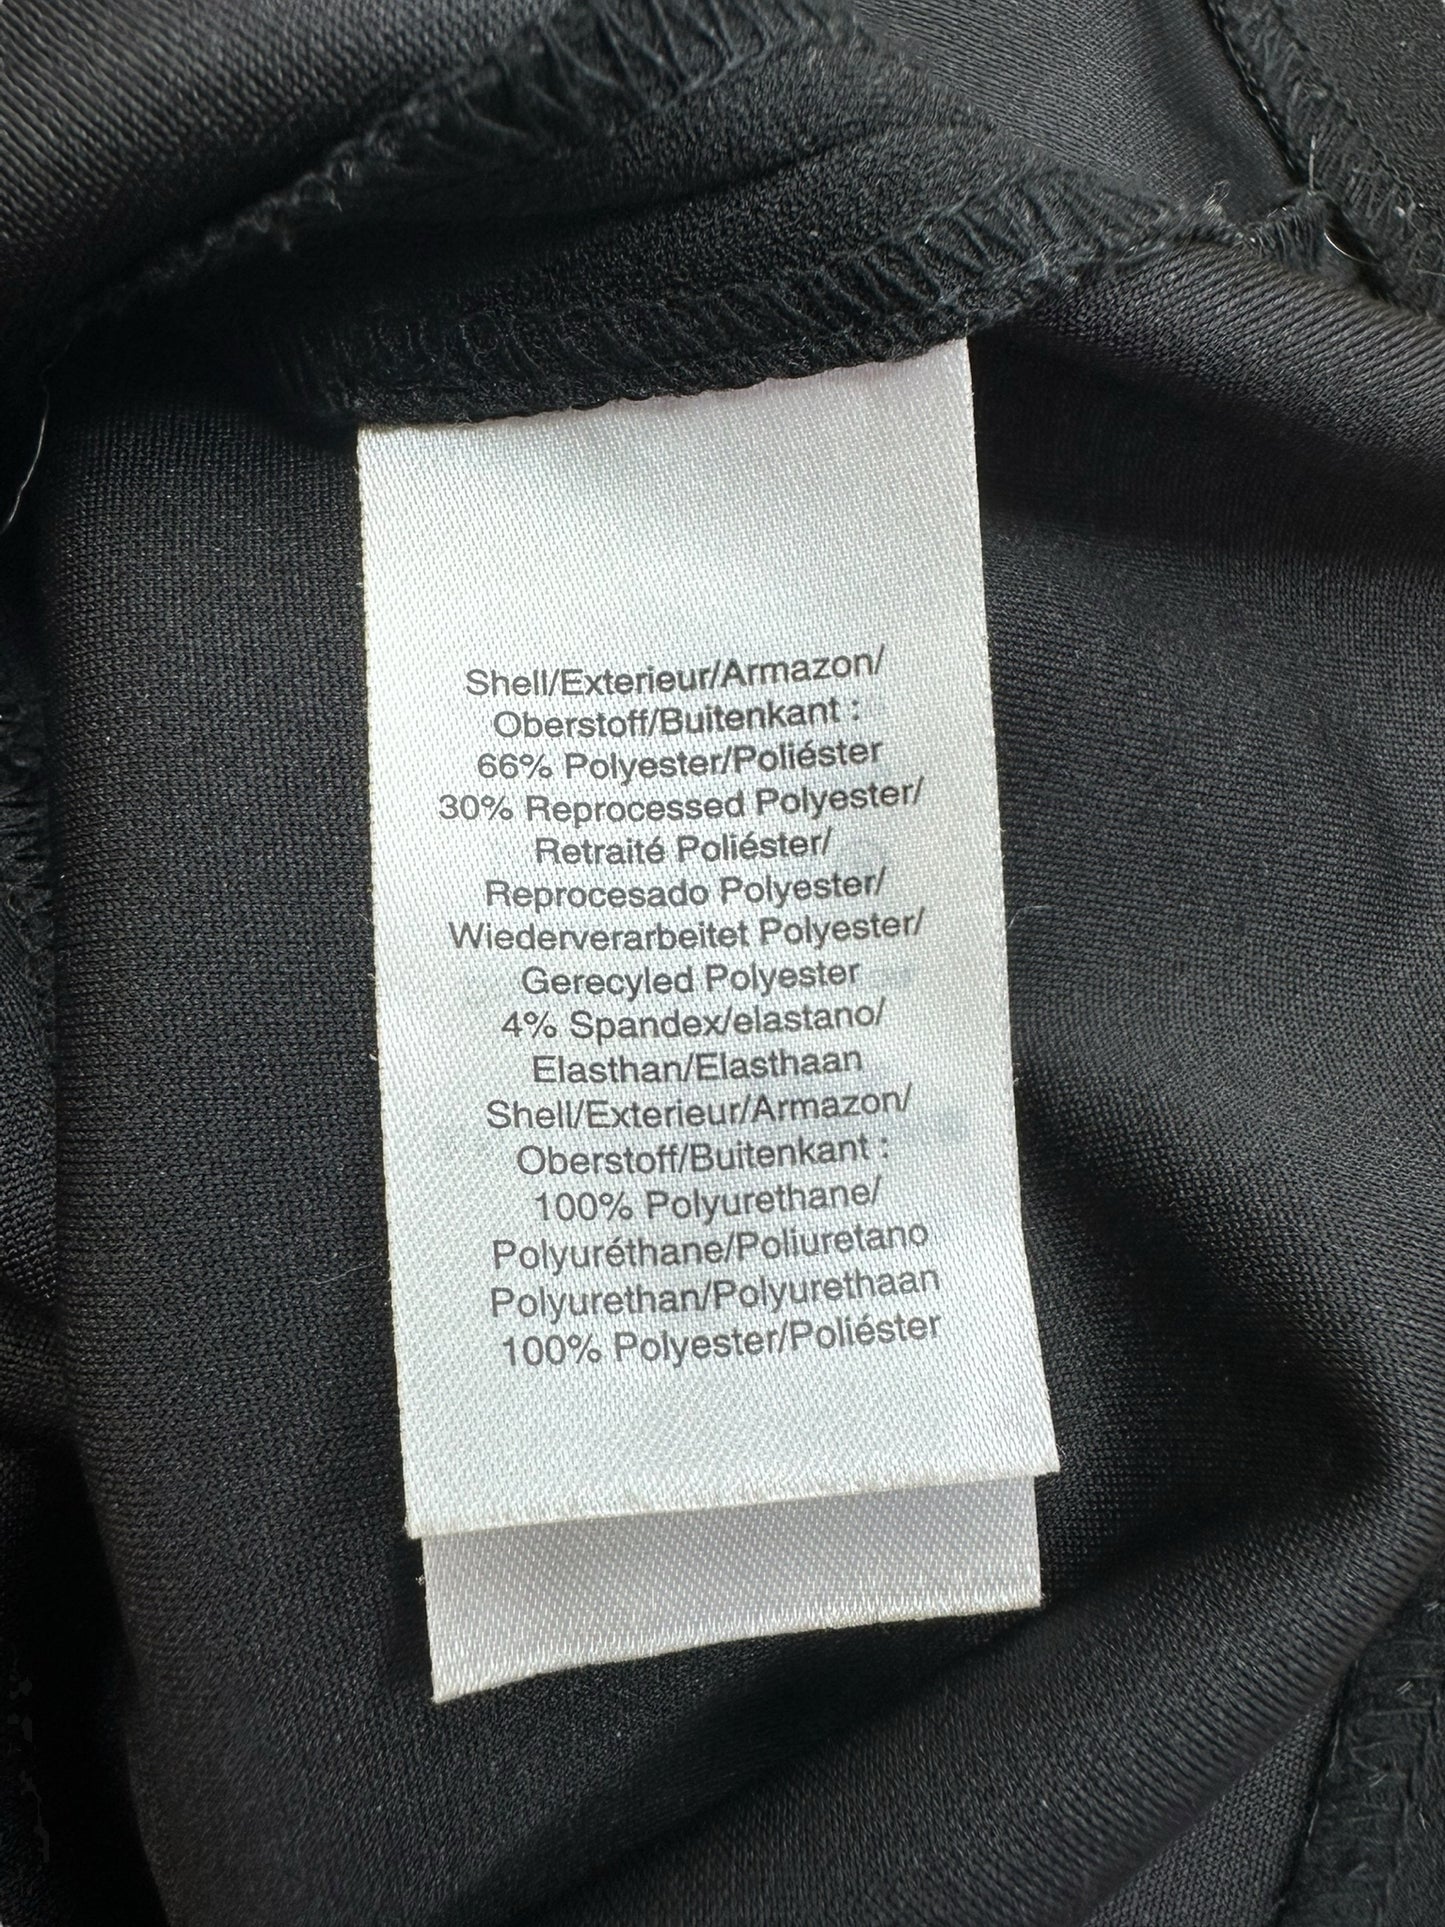 Shell/Exterieur/Armazon/
Oberstoff/Buitenkant :
66% Polyester/Poliéster
30% Reprocessed Polyester/
Retraité Poliéster/
Reprocesado Polyester/
Wiederverarbeitet Polyester/
Gerecyled Polyester
4% Spandex/elastano/
Elasthan/Elasthaan
Shell/Exterieur/Armazon/
Oberstoff/Buitenkant :
100% Polyurethane/
Polyuréthane/Poliuretano
Polyurethan/Polyurethaan
100% Polyester/Poliéster